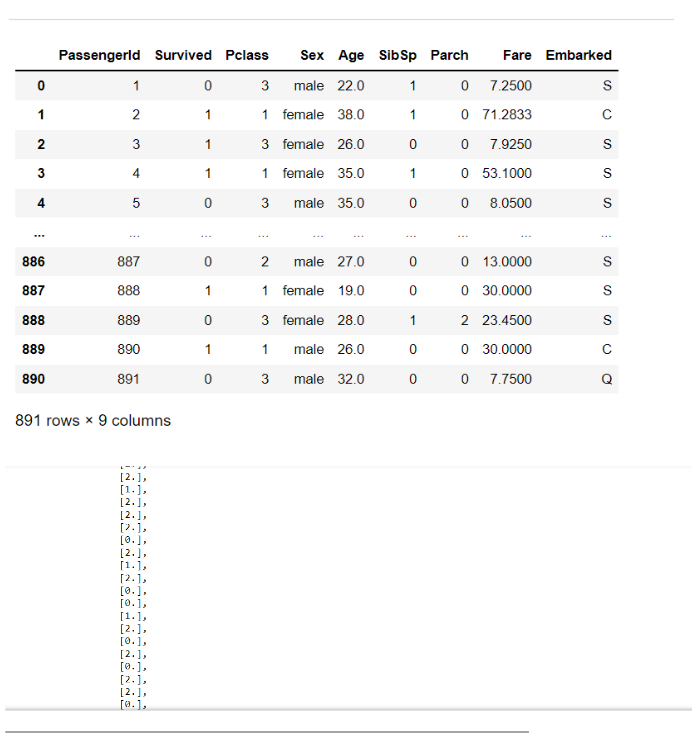 PassengerId Survived Pclass Sex Age SibSp Parch Fare Embarked
0 1 0 3 male 22.0 1 0 7.2500 S
1 2 1 1 female 38.0 1 0 71.2833 C
2 3 1 3 female 26.0 0 0 7.9250 S
3 4 1 1 female 35.0 1 0 53.1000 S
4 5 0 3 male 35.0 0 0 8.0500 S
... ... ... ... ... ... ... ... ... ...
886 887 0 2 male 27.0 0 0 13.0000 S
887 888 1 1 female 19.0 0 0 30.0000 S
888 889 0 3 female 28.0 1 2 23.4500 S
889 890 1 1 male 26.0 0 0 30.0000 C
890 891 0 3 male 32.0 0 0 7.7500 Q
891 rows × 9 columns
[2.],
[1.],
[2.],
[2.],
[2.],
[0.],
[2.],
[1.],
[2.],
[0.],
[0.],
[1.],
[2.],
[0.],
[2.],
[0.],
[2.],
[2.],
[0.],